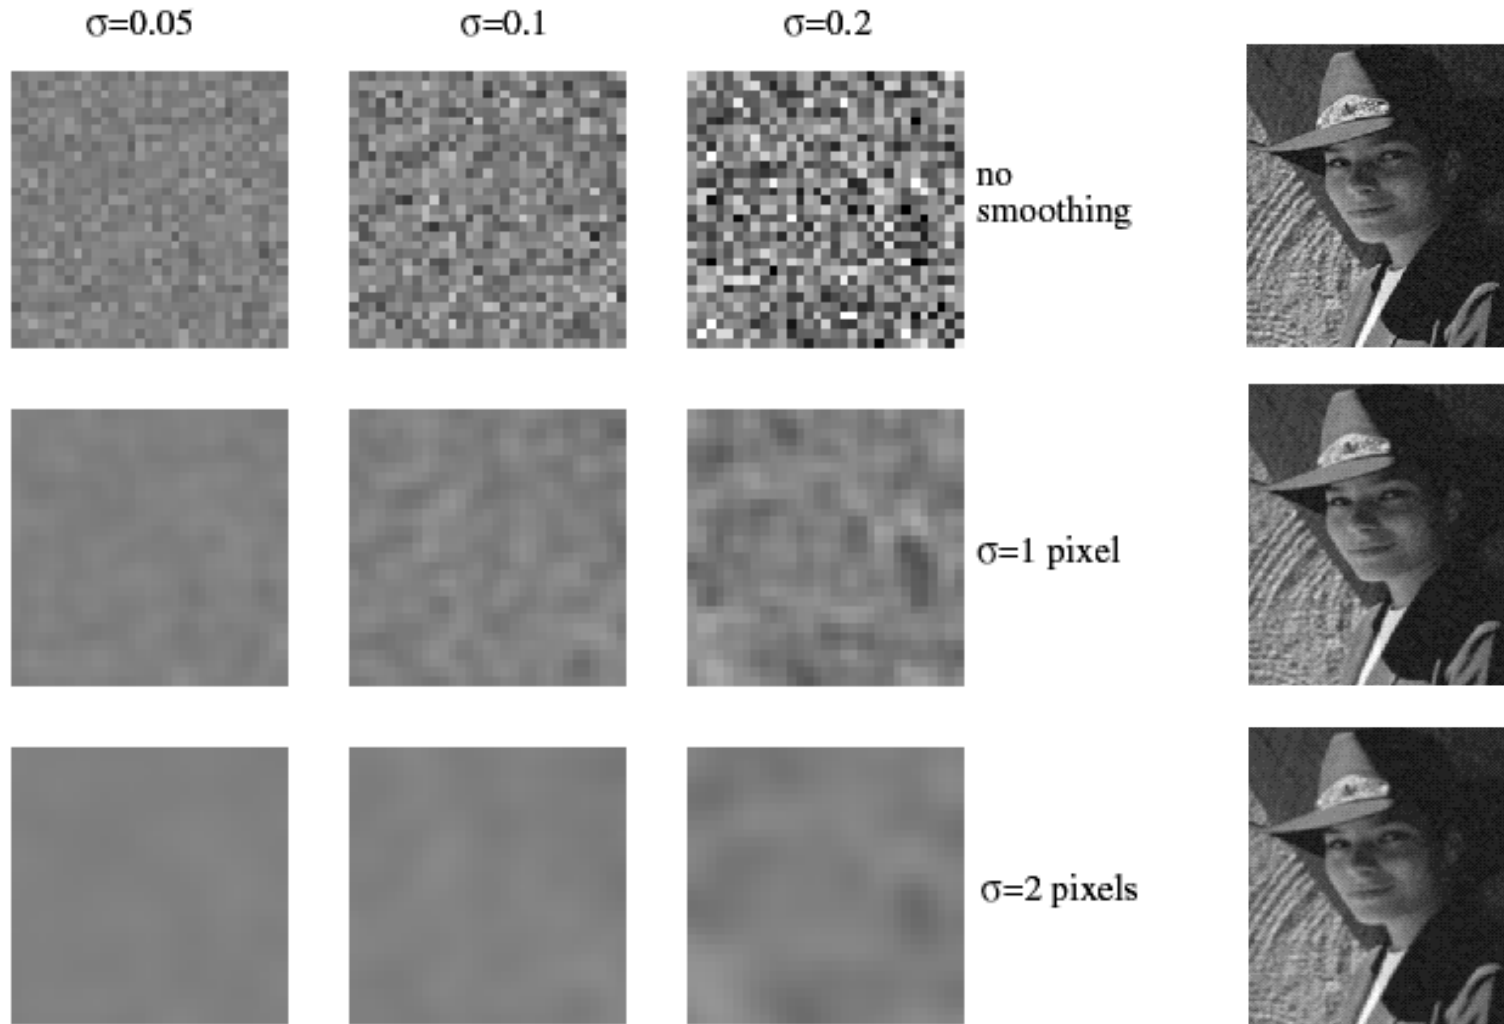 σ=0.05
σ=0.1
σ=0.2
no
smoothing
σ=1 pixel
σ=2 pixels